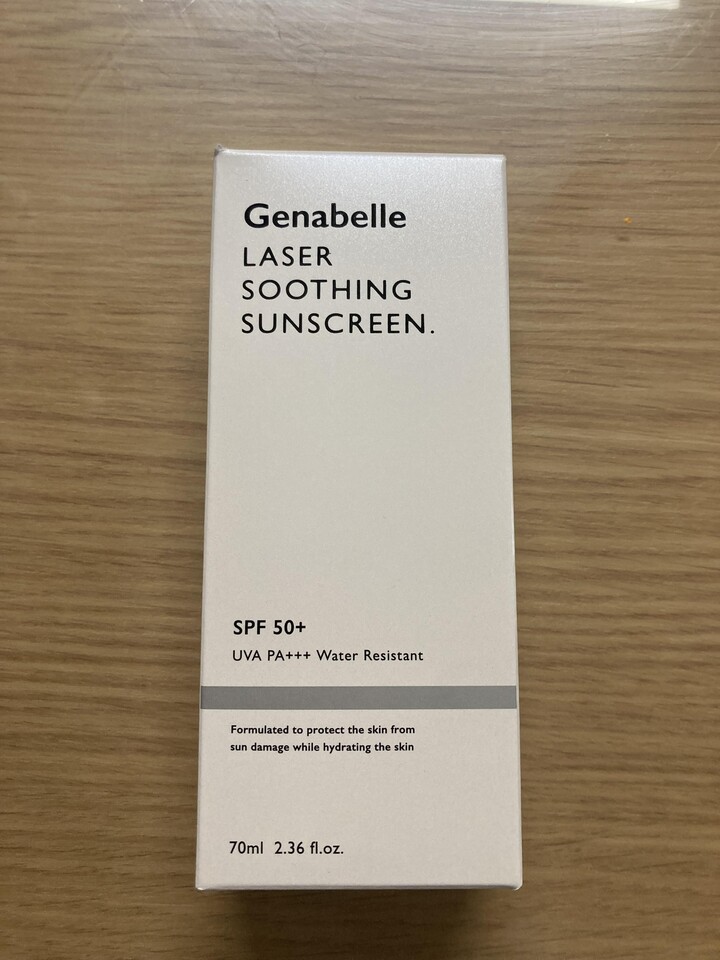 Genabelle
LASER
SOOTHING
SUNSCREEN.
SPF 50+
UVA PA+++ Water Resistant
Formulated to protect the skin from
sun damage while hydrating the skin
70ml 2.36 fl.oz.